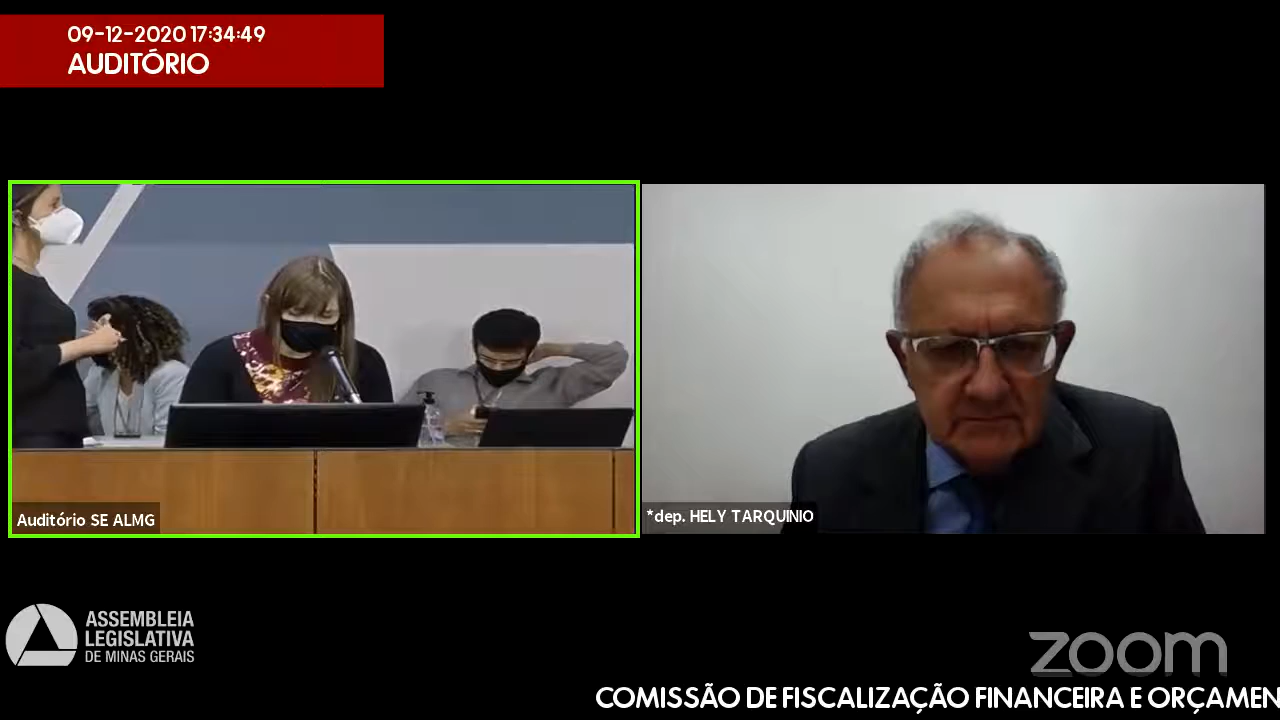 09-12-2020 17:34:49
AUDITÓRIO
Auditório SE ALMG
*dep. HELY TARQUINIO
ASSEMBLEIA
LEGISLATIVA
DE MINAS GERAIS
zoom
COMISSÃO DE FISCALIZAÇÃO FINANCEIRA E ORÇAMEN